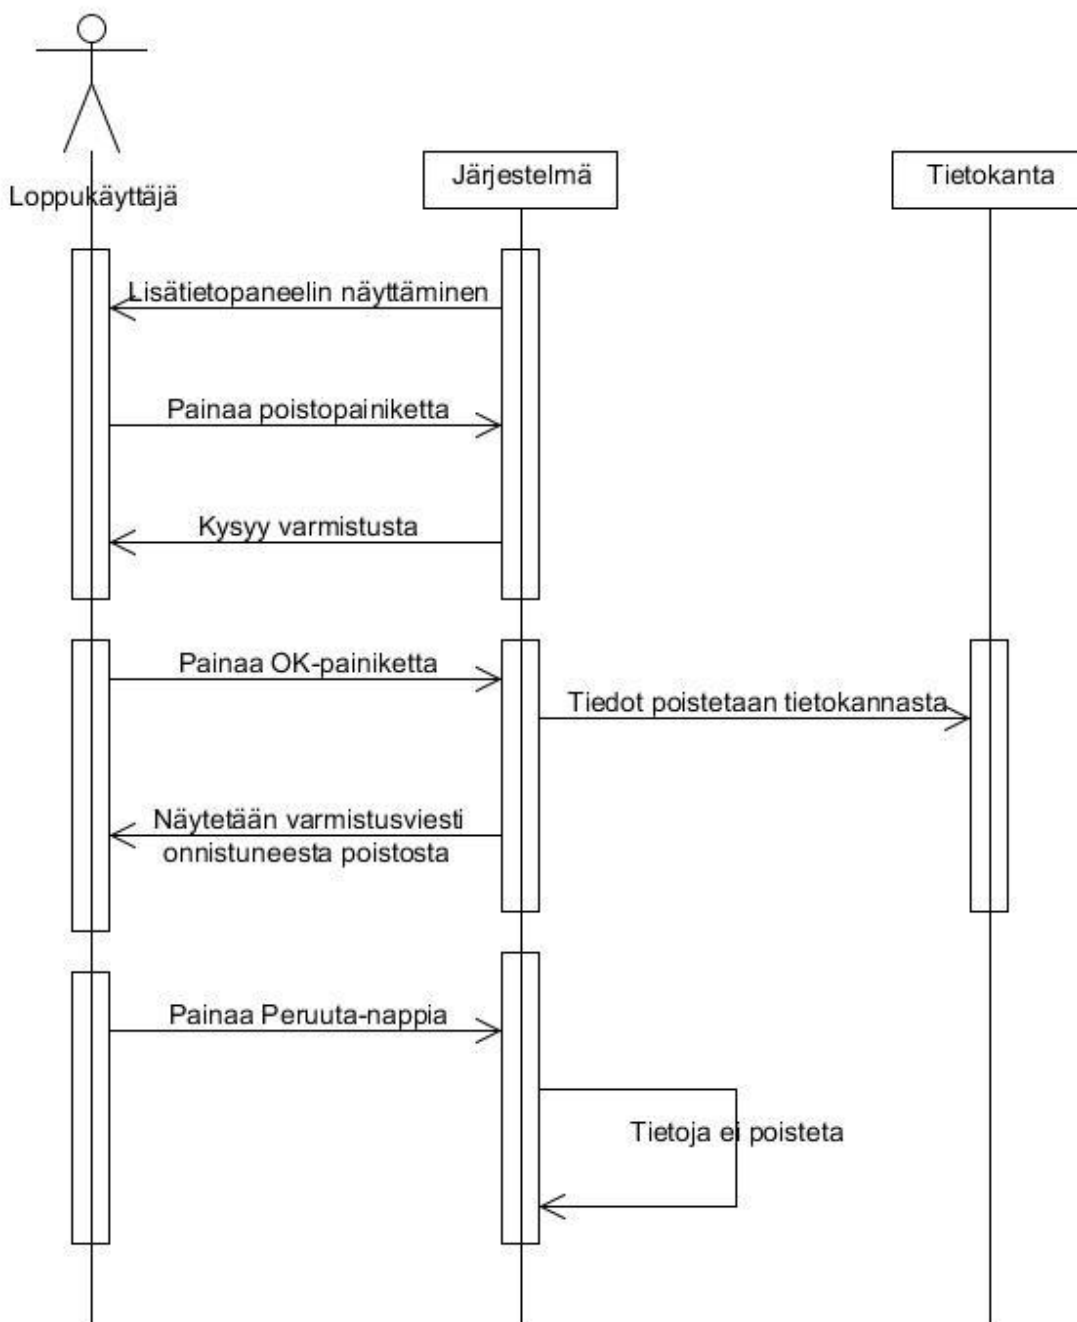 Loppukäyttäjä
Järjestelmä
Tietokanta
Lisätietopaneelin näyttäminen
Painaa poistopainiketta
Kysyy varmistusta
Painaa OK-painiketta
Tiedot poistetaan tietokannasta
Näytetään varmistusviesti
onnistuneesta poistosta
Painaa Peruuta-nappia
Tietoja ei poisteta